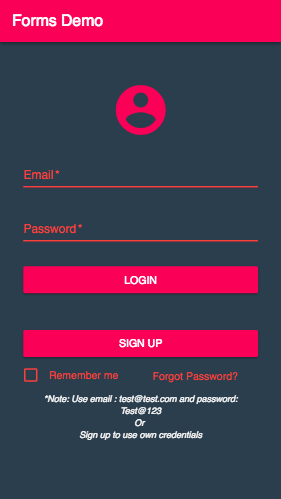 Forms Demo
Email *
Password *
LOGIN
SIGN UP
Remember me Forgot Password?
*Note: Use email : test@test.com and password:
Test@123
Or
Sign up to use own credentials